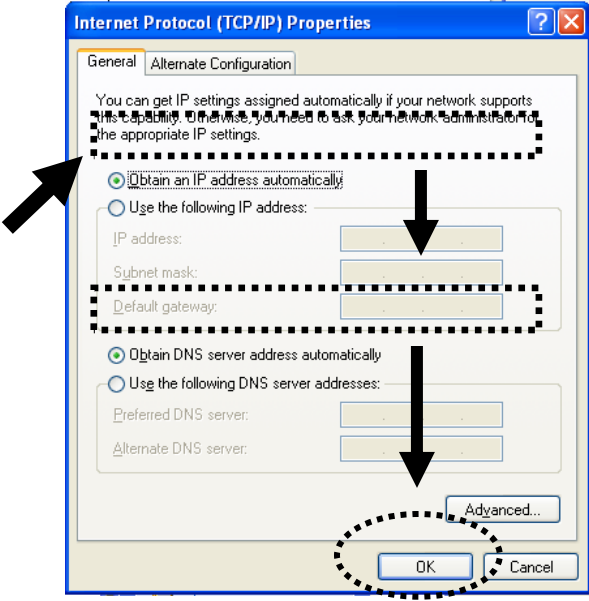 Internet Protocol (TCP/IP) Properties
General
Alternate Configuration
You can get IP settings assigned automatically if your network supports
this capability. Otherwise, you need to ask your network administrator for
the appropriate IP settings.
Obtain an IP address automatically
Use the following IP address:
IP address:
Subnet mask:
Default gateway:
Obtain DNS server address automatically
Use the following DNS server addresses:
Preferred DNS server:
Alternate DNS server:
Advanced...
OK
Cancel